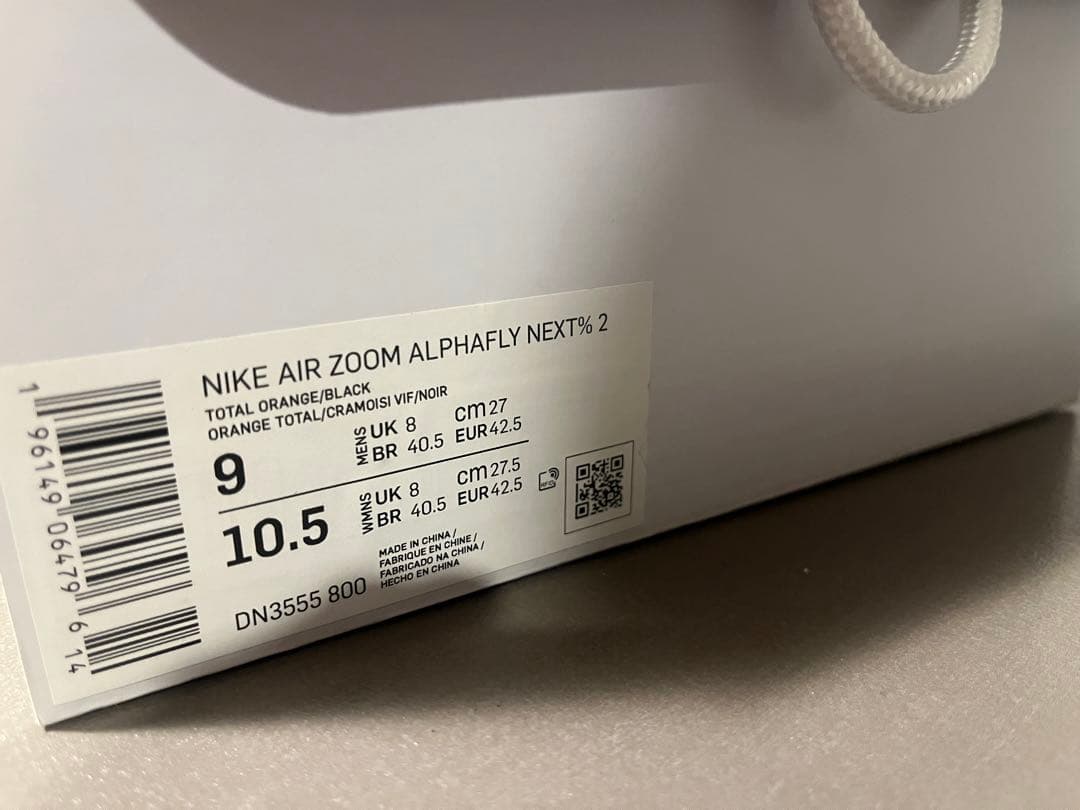 NIKE AIR ZOOM ALPHAFLY NEXT% 2
TOTAL ORANGE/BLACK
ORANGE TOTAL/CRAMOISI VIF/NOIR
9
MENS
UK 8 cm 27
BR 40.5 EUR 42.5
10.5
WMNS
UK 8 cm 27.5
BR 40.5 EUR 42.5
RFID
DN3555 800
MADE IN CHINA /
FABRIQUE EN CHINE /
FABRICADO NA CHINA /
HECHO EN CHINA
1 96149 06479 6 14